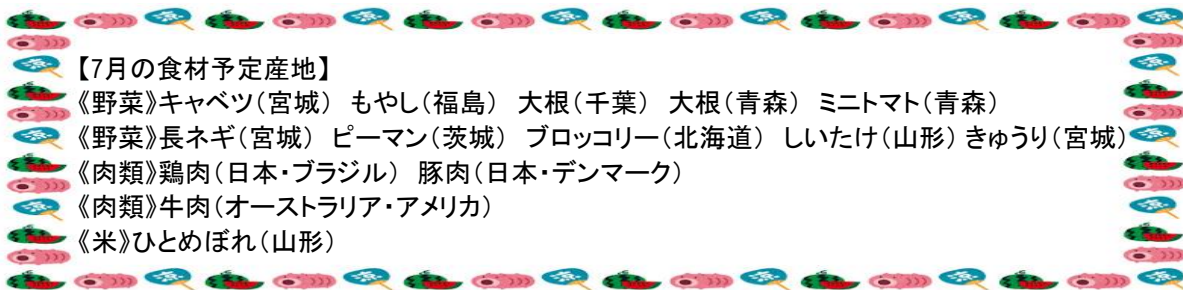 【7月の食材予定産地】
《野菜》キャベツ(宮城) もやし(福島) 大根(千葉) 大根(青森) ミニトマト(青森)
《野菜》長ネギ(宮城) ピーマン(茨城) ブロッコリー(北海道) しいたけ(山形) きゅうり(宮城)
《肉類》鶏肉(日本・ブラジル) 豚肉(日本・デンマーク)
《肉類》牛肉(オーストラリア・アメリカ)
《米》ひとめぼれ(山形)